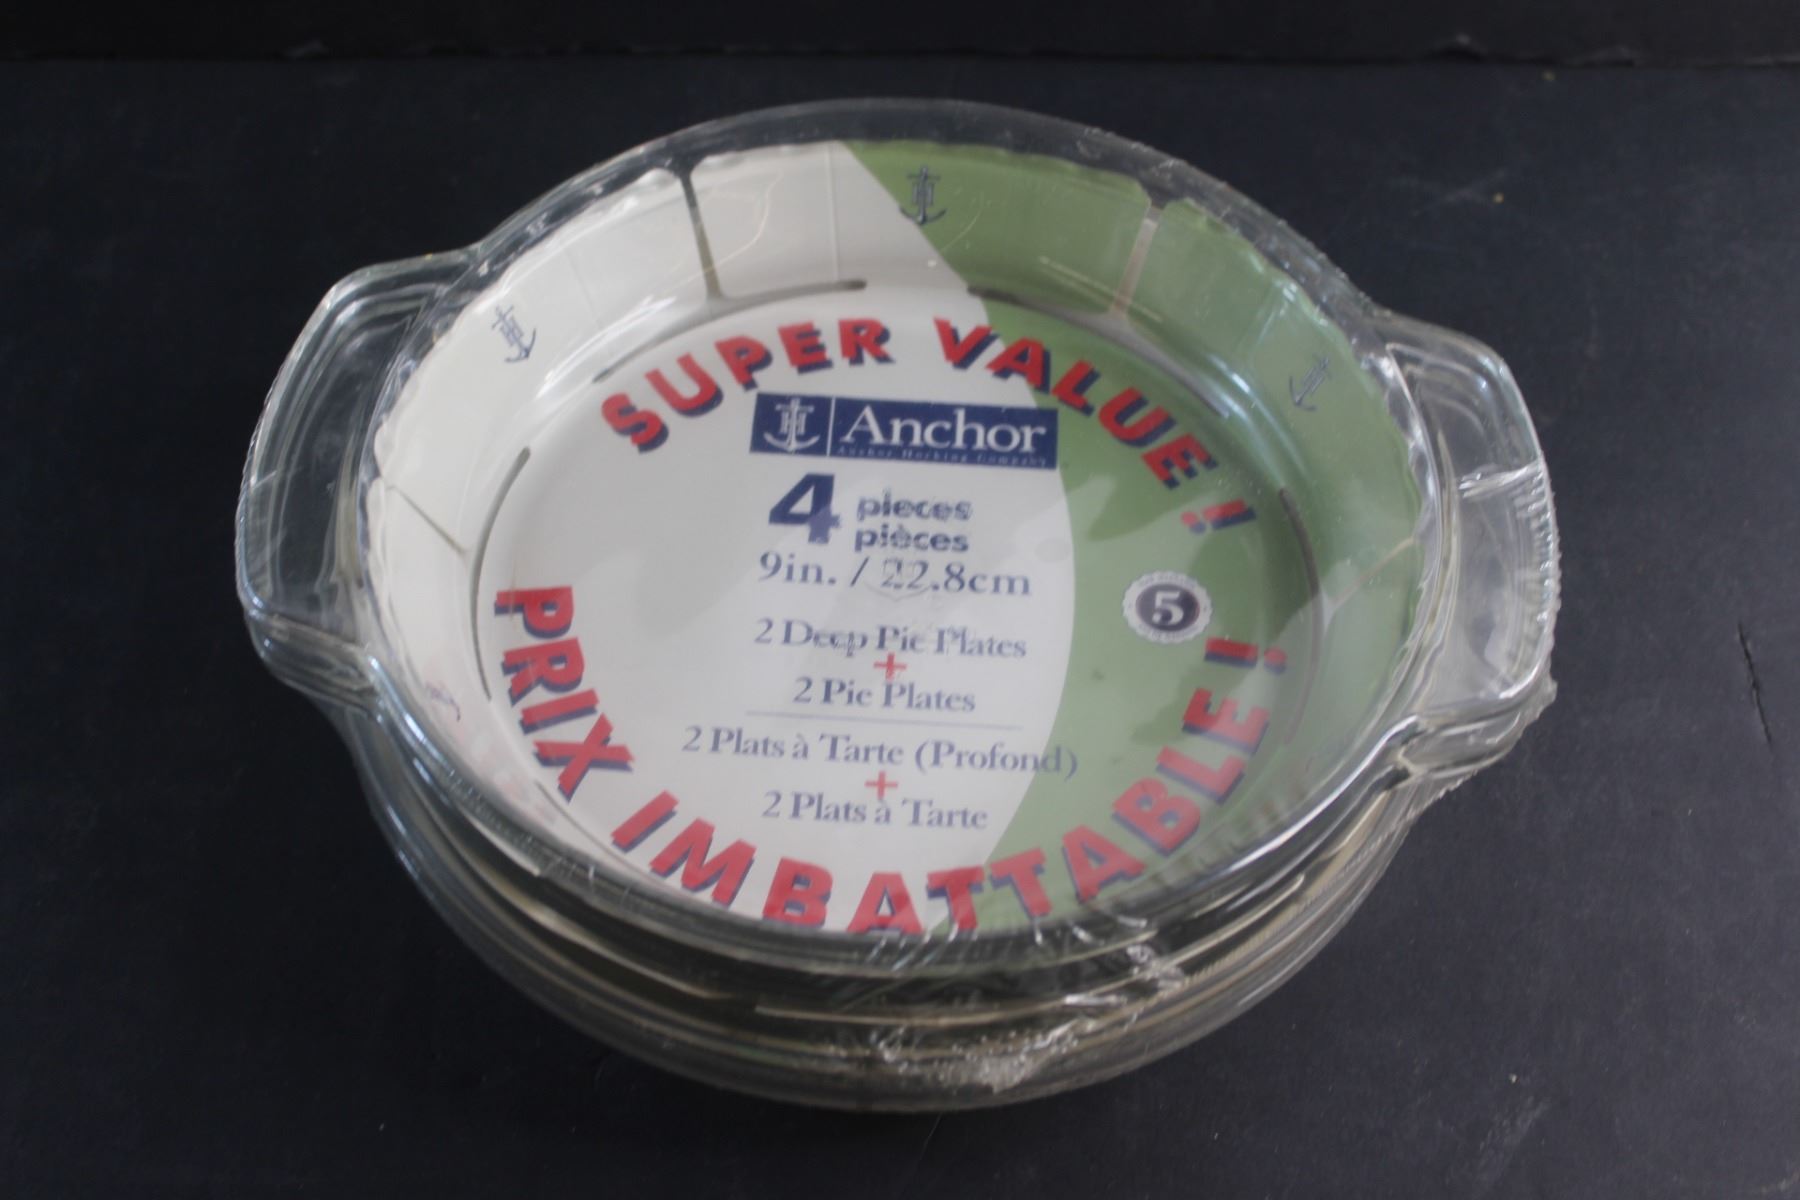 SUPER VALUE!
Anchor
Anchor Hocking Company
4 pieces
pièces
9in. / 22.8cm
2 Deep Pie Plates
+
2 Pie Plates
2 Plats à Tarte (Profond)
+
2 Plats à Tarte
5
PRIX IMBATTABLE!